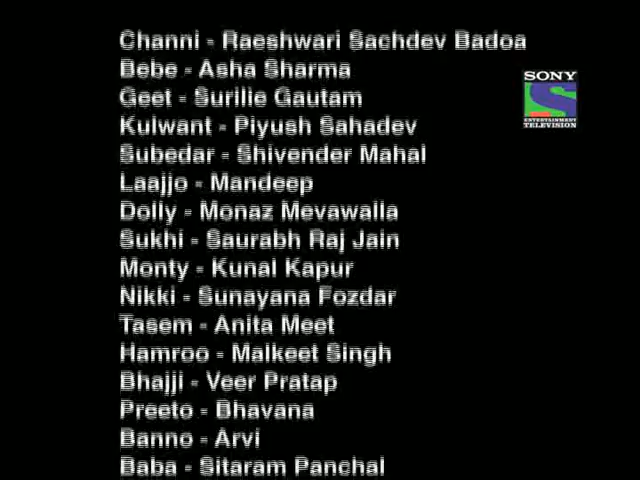 Channi - Raeshwari Sachdev Badoa
Bebe - Asha Sharma
Geet - Surilie Gautam
Kulwant - Piyush Sahadev
Subedar - Shivender Mahal
Laajjo - Mandeep
Dolly - Monaz Mevawalla
Sukhi - Saurabh Raj Jain
Monty - Kunal Kapur
Nikki - Sunayana Fozdar
Tasem - Anita Meet
Hamroo - Malkeet Singh
Bhajji - Veer Pratap
Preeto - Bhavana
Banno - Arvi
Baba - Sitaram Panchal
SONY
ENTERTAINMENT
TELEVISION